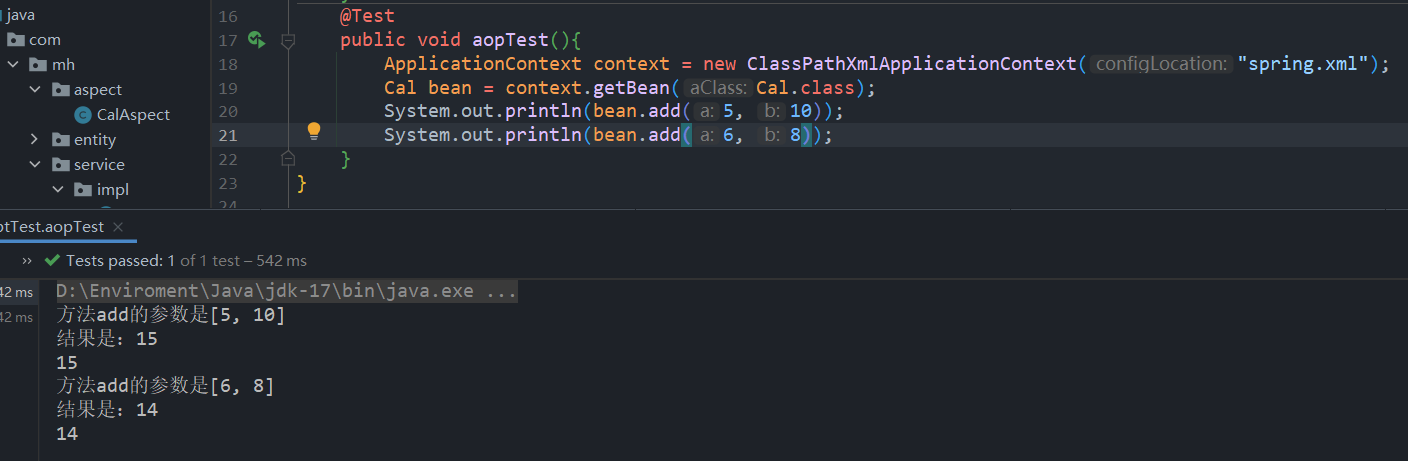 java
com
mh
aspect
CalAspect
entity
service
impl
16 @Test
17 public void aopTest(){
18 ApplicationContext context = new ClassPathXmlApplicationContext( configLocation: "spring.xml");
19 Cal bean = context.getBean( aClass: Cal.class);
20 System.out.println(bean.add( a: 5, b: 10));
21 System.out.println(bean.add( a: 6, b: 8));
22 }
23 }
24
otTest.aopTest ×
›› Tests passed: 1 of 1 test – 542 ms
42 ms
42 ms
D:\Enviroment\Java\jdk-17\bin\java.exe ...
方法add的参数是[5, 10]
结果是：15
15
方法add的参数是[6, 8]
结果是：14
14